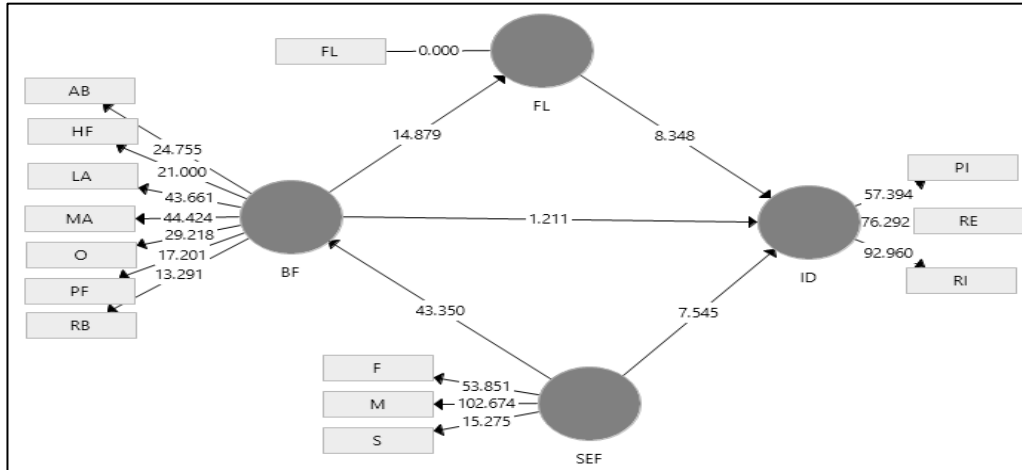 FL
0.000
FL
AB
HF
LA
MA
O
PF
RB
24.755
21.000
43.661
44.424
29.218
17.201
13.291
BF
14.879
8.348
1.211
43.350
7.545
ID
57.394
76.292
92.960
PI
RE
RI
F
M
S
53.851
102.674
15.275
SEF